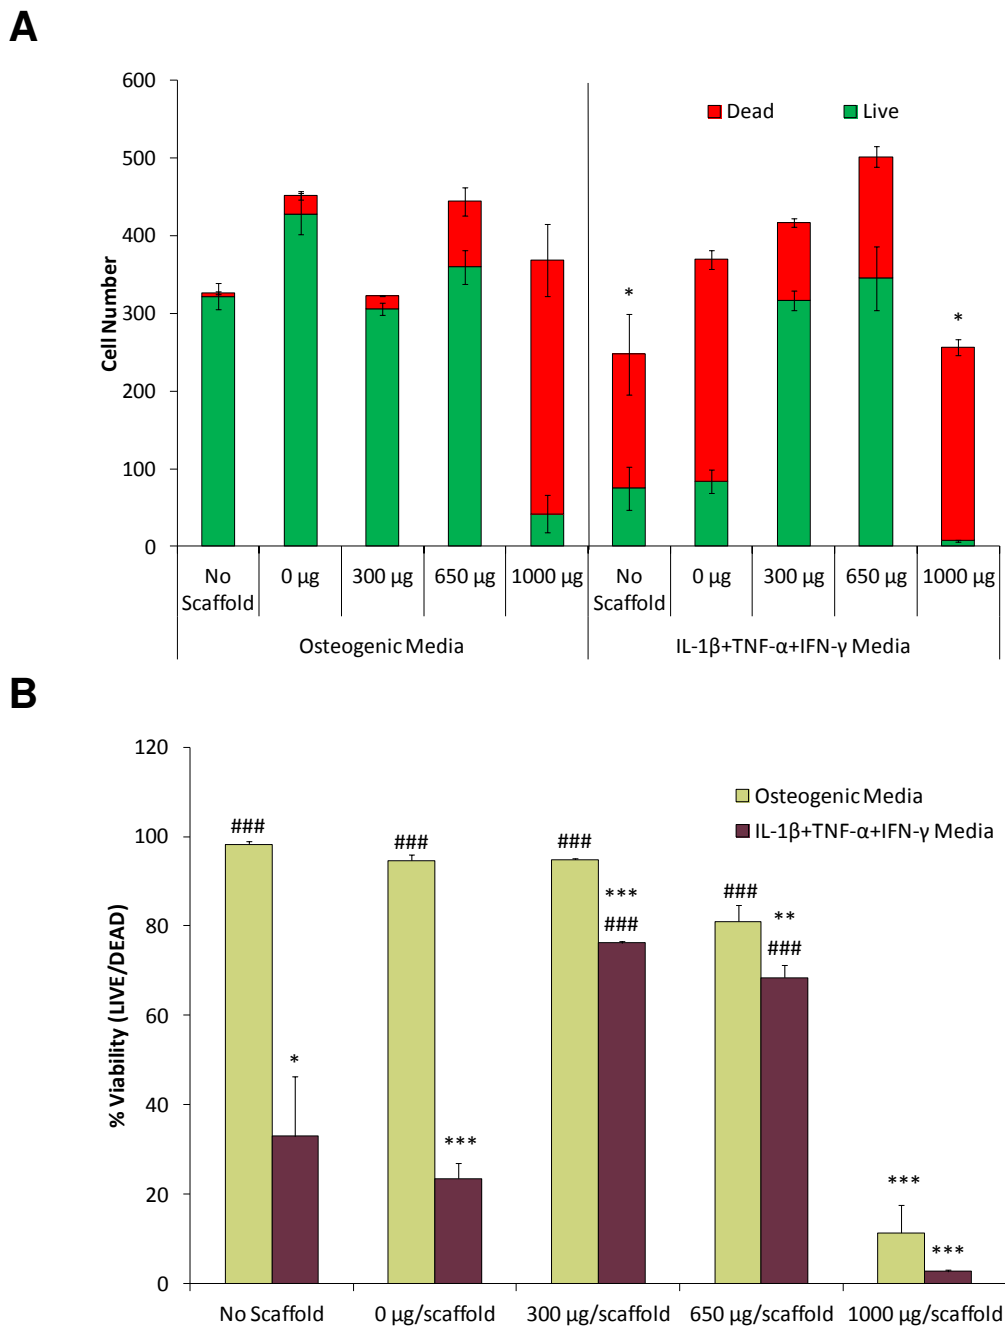 A
600
500
400
300
200
100
0
Cell Number
Dead Live
*
*
No Scaffold 0 µg 300 µg 650 µg 1000 µg No Scaffold 0 µg 300 µg 650 µg 1000 µg
Osteogenic Media IL-1β+TNF-α+IFN-γ Media
B
120
100
80
60
40
20
0
% Viability (LIVE/DEAD)
Osteogenic Media
IL-1β+TNF-α+IFN-γ Media
###
*
###
***
###
***
###
###
**
###
***
***
No Scaffold 0 µg/scaffold 300 µg/scaffold 650 µg/scaffold 1000 µg/scaffold